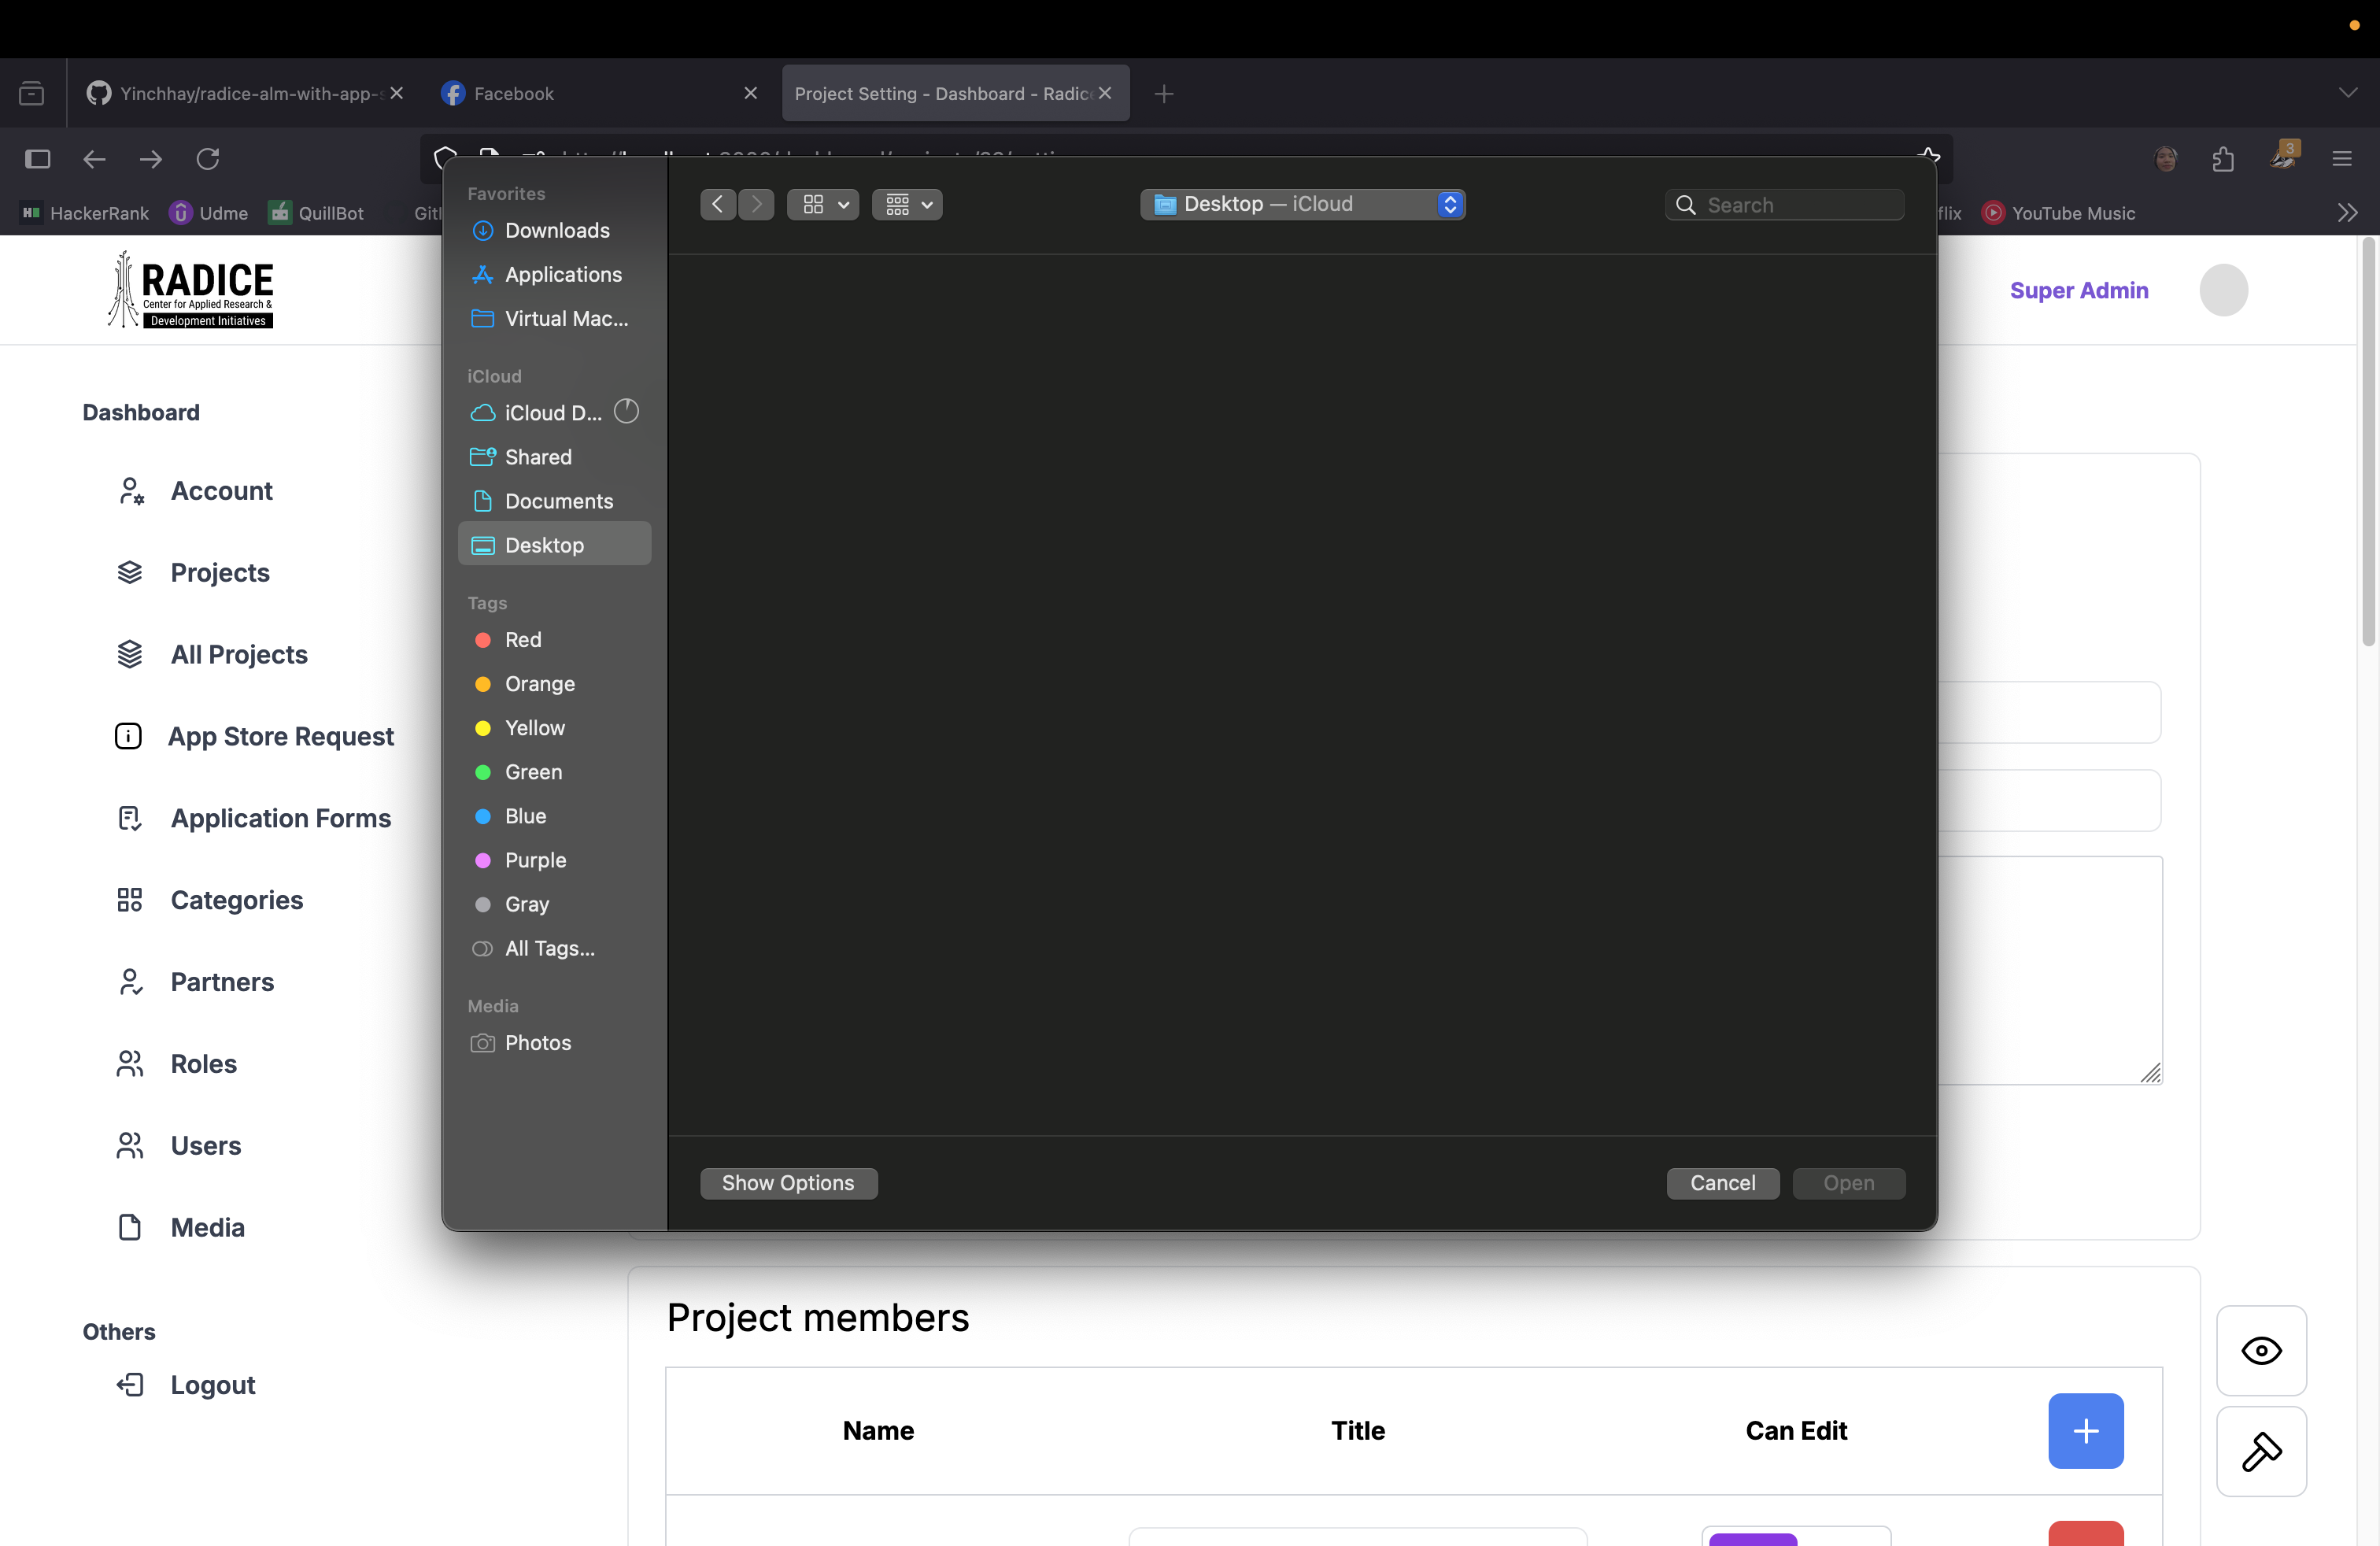 Yinchhay/radice-alm-with-app-s
Facebook
Project Setting - Dashboard - Radice
3
HackerRank
Udme
QuillBot
Gitl
flix
YouTube Music
Favorites
Downloads
Applications
Virtual Mac...
iCloud
iCloud D...
Shared
Documents
Desktop
Tags
Red
Orange
Yellow
Green
Blue
Purple
Gray
All Tags...
Media
Photos
Desktop — iCloud
Search
Show Options
Cancel
Open
RADICE
Center for Applied Research &
Development Initiatives
Super Admin
Dashboard
Account
Projects
All Projects
App Store Request
Application Forms
Categories
Partners
Roles
Users
Media
Others
Logout
Project members
Name
Title
Can Edit